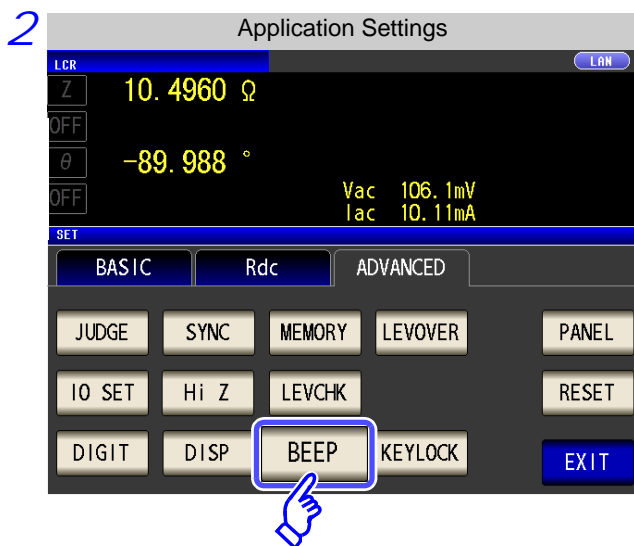 2
Application Settings
LCR
LAN
Z 10.4960 Ω
OFF
θ -89.988 °
OFF
Vac 106.1mV
Iac 10.11mA
SET
BASIC Rdc ADVANCED
JUDGE SYNC MEMORY LEVOVER PANEL
IO SET Hi Z LEVCHK RESET
DIGIT DISP BEEP KEYLOCK EXIT